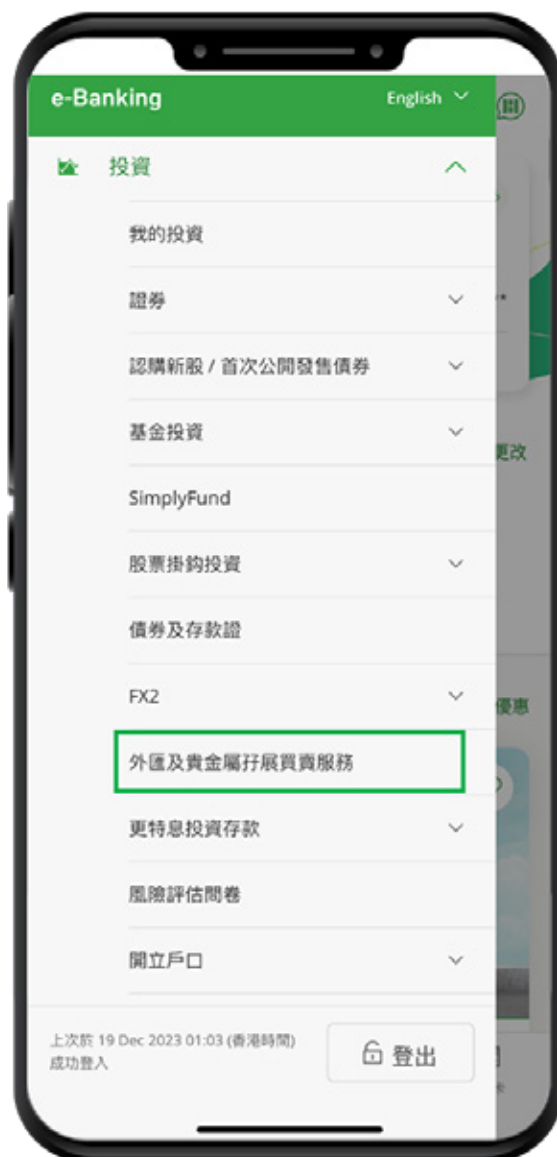 e-Banking
English
投資
我的投資
證券
認購新股 / 首次公開發售債券
基金投資
SimplyFund
股票掛鈎投資
債券及存款證
FX2
外匯及貴金屬孖展買賣服務
更特息投資存款
風險評估問卷
開立戶口
上次於 19 Dec 2023 01:03 (香港時間)
成功登入
登出
更改
優惠
卡